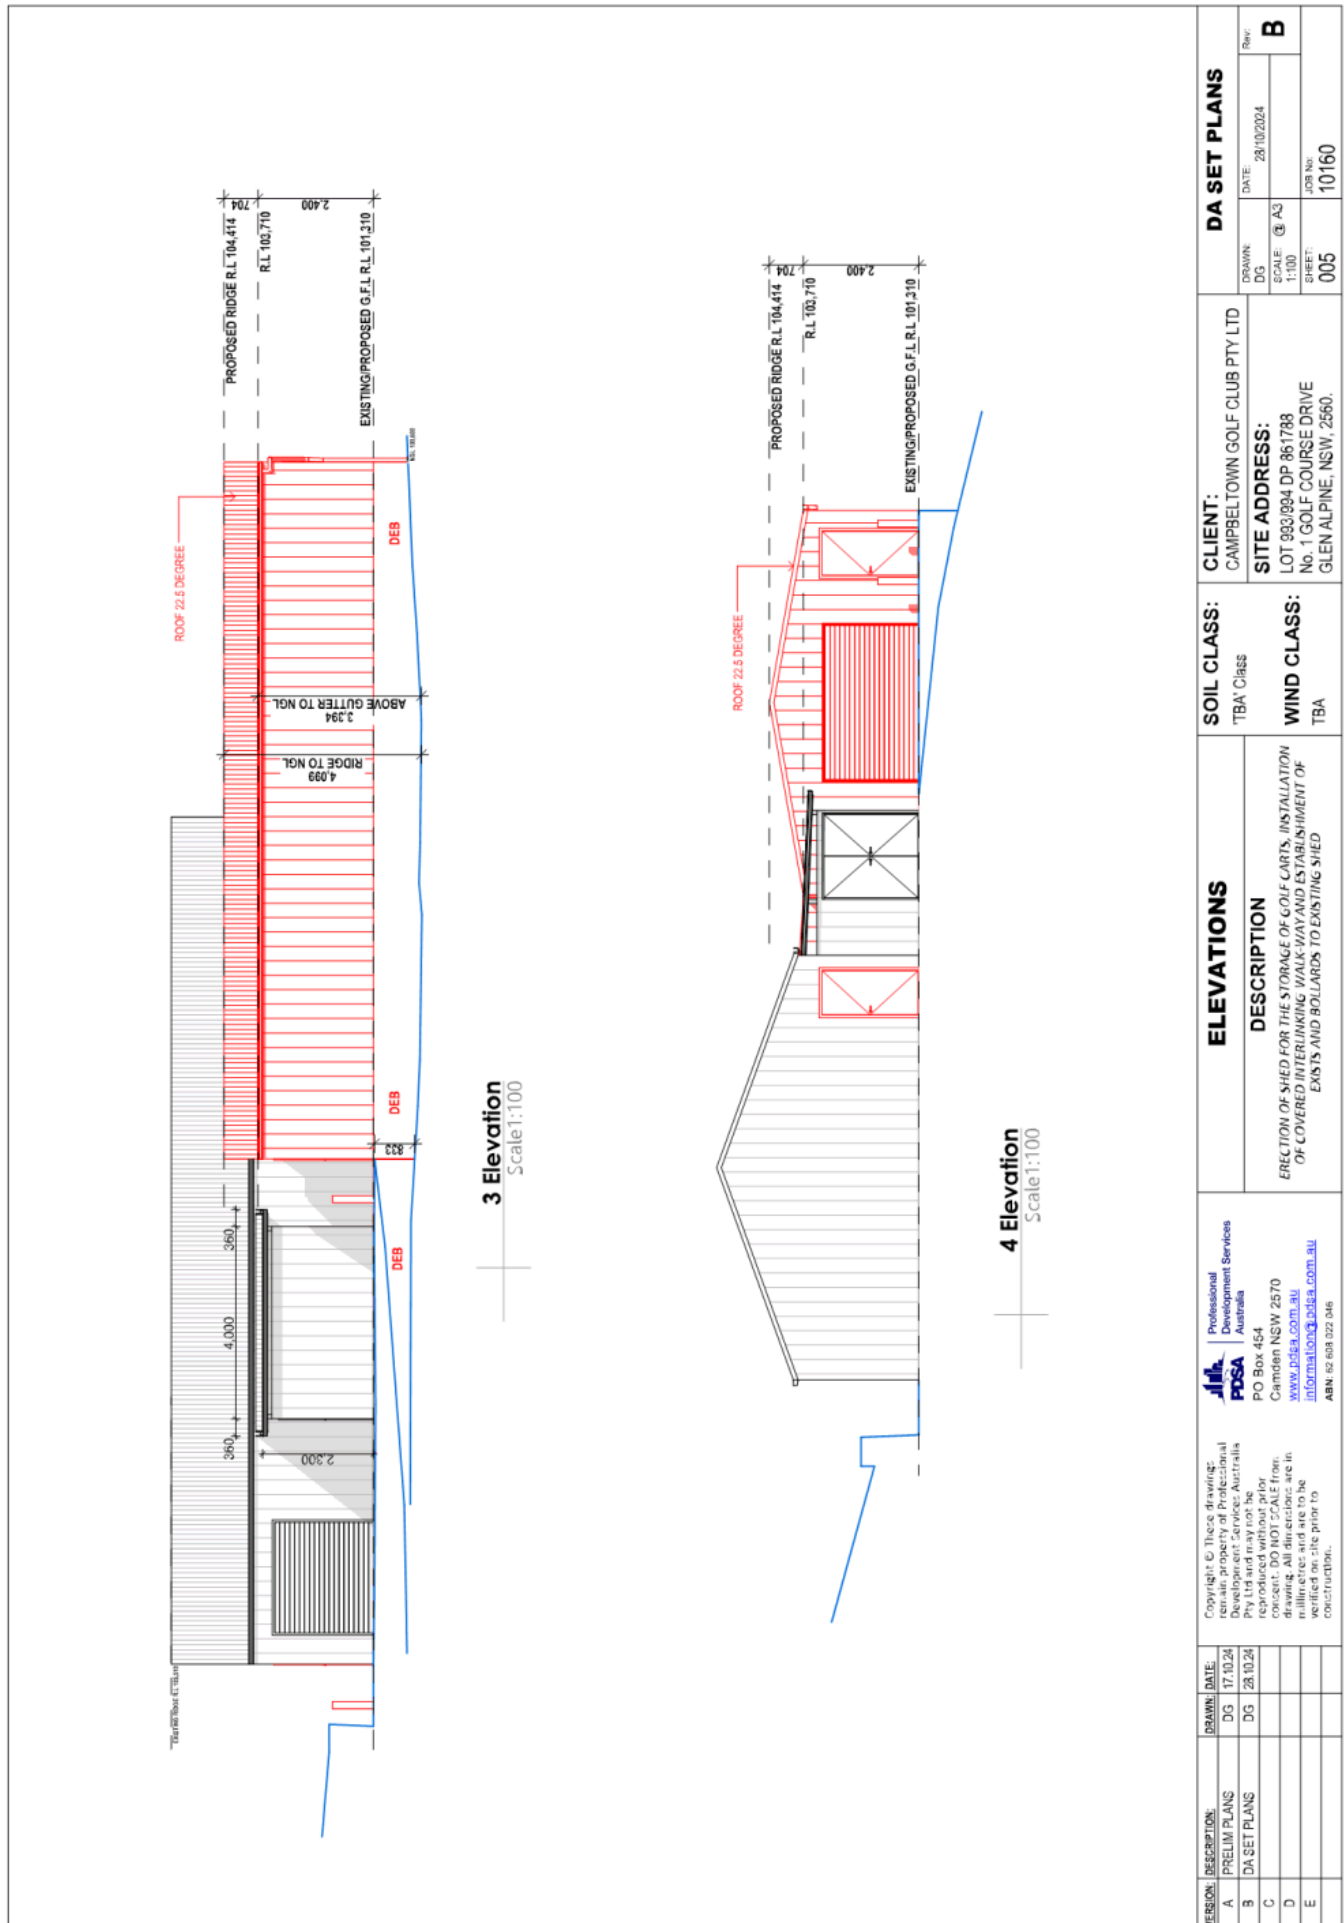 PROPOSED RIDGE R.L 104,414
R.L 103,710
EXISTING/PROPOSED G.F.L R.L 101,310
704
2,400
ROOF 22.5 DEGREE
DEB
DEB
DEB
3,394
ABOVE GUTTER TO NGL
4,099
RIDGE TO NGL
833
360
4,000
360
2,300
3 Elevation
Scale1:100
PROPOSED RIDGE R.L 104,414
R.L 103,710
EXISTING/PROPOSED G.F.L R.L 101,310
704
2,400
ROOF 22.5 DEGREE
4 Elevation
Scale1:100
VERSION:
DESCRIPTION:
DRAWN:
DATE:
A
PRELIM PLANS
DG
17.10.24
B
DA SET PLANS
DG
28.10.24
C
D
E
Copyright © These drawings
remain property of Professional
Development Services Australia
Pty Ltd and may not be
reproduced without prior
consent. DO NOT SCALE from
drawing. All dimensions are in
millimetres and are to be
verified on site prior to
construction.
PDSA
Professional
Development Services
Australia
PO Box 454
Camden NSW 2570
www.pdsa.com.au
information@pdsa.com.au
ABN: 62 608 022 046
ELEVATIONS
DESCRIPTION
ERECTION OF SHED FOR THE STORAGE OF GOLF CARTS, INSTALLATION
OF COVERED INTERLINKING WALK-WAY AND ESTABLISHMENT OF
EXISTS AND BOLLARDS TO EXISTING SHED
SOIL CLASS:
'TBA' Class
WIND CLASS:
TBA
CLIENT:
CAMPBELTOWN GOLF CLUB PTY LTD
SITE ADDRESS:
LOT 993/994 DP 861788
No. 1 GOLF COURSE DRIVE
GLEN ALPINE, NSW, 2560.
DA SET PLANS
DRAWN:
DG
DATE:
28/10/2024
Rev:
B
SCALE: @ A3
1:100
SHEET:
005
JOB No:
10160